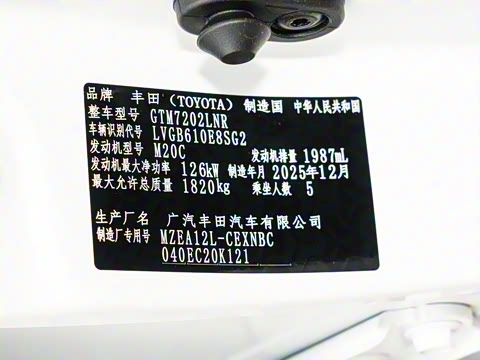 品牌 丰田（TOYOTA） 制造国 中华人民共和国
整车型号 GTM7202LNR
车辆识别代号 LVGB610E8SG2
发动机型号 M20C 发动机排量 1987mL
发动机最大净功率 126kW 制造年月 2025年12月
最大允许总质量 1820kg 乘坐人数 5
生产厂名 广汽丰田汽车有限公司
制造厂专用号 MZEA12L-CEXNBC
040EC20K121